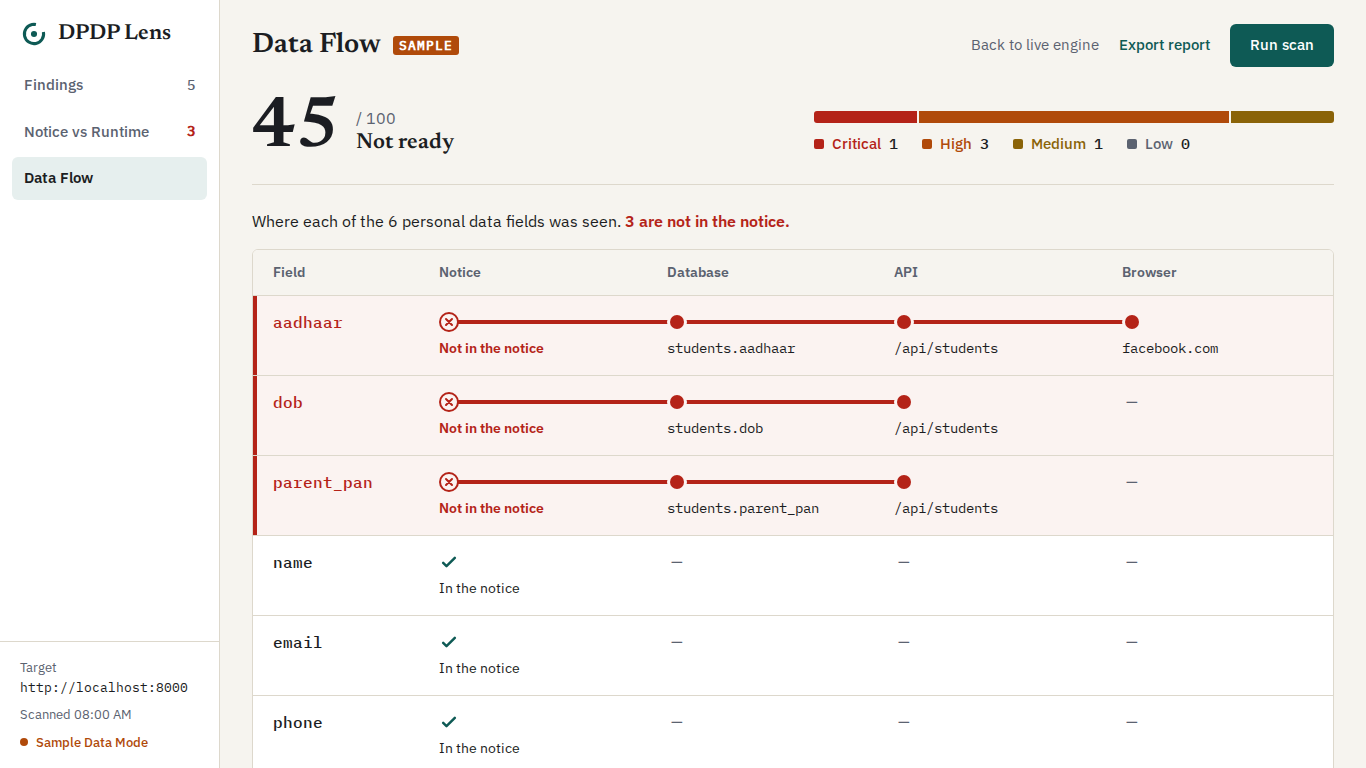 DPDP Lens
Findings 5
Notice vs Runtime 3
Data Flow
Target
http://localhost:8000
Scanned 08:00 AM
Sample Data Mode
Data Flow SAMPLE
Back to live engine Export report Run scan
45 / 100
Not ready
Critical 1 High 3 Medium 1 Low 0
Where each of the 6 personal data fields was seen. 3 are not in the notice.
Field Notice Database API Browser
aadhaar
Not in the notice students.aadhaar /api/students facebook.com
dob —
Not in the notice students.dob /api/students
parent_pan —
Not in the notice students.parent_pan /api/students
name — — —
In the notice
email — — —
In the notice
phone — — —
In the notice